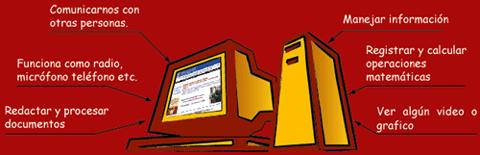 Comunicarnos con
otras personas.
Funciona como radio,
micrófono teléfono etc.
Redactar y procesar
documentos
Manejar información
Registrar y calcular
operaciones
matemáticas
Ver algún video o
grafico